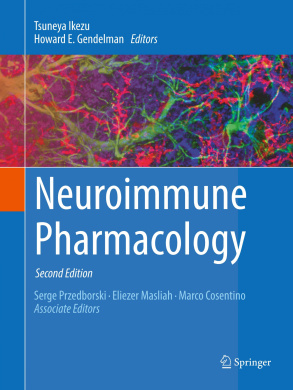 Tsuneya Ikezu
Howard E. Gendelman Editors
Neuroimmune
Pharmacology
Second Edition
Serge Przedborski · Eliezer Masliah · Marco Cosentino
Associate Editors
Springer